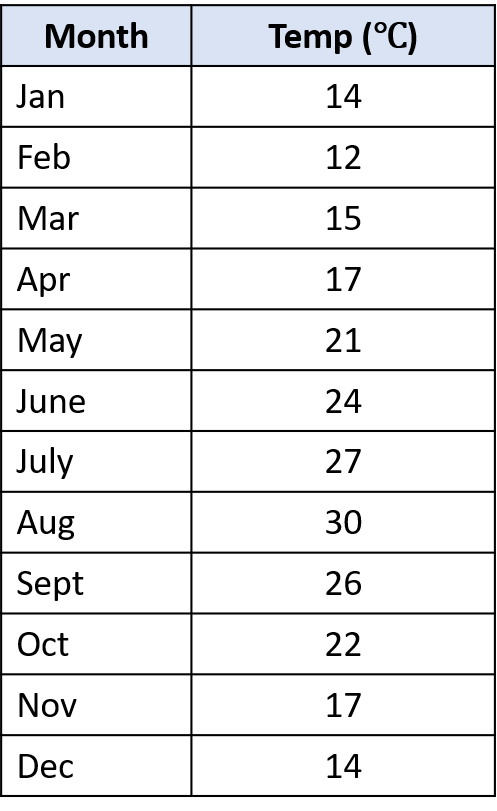 Month Temp (℃)
Jan 14
Feb 12
Mar 15
Apr 17
May 21
June 24
July 27
Aug 30
Sept 26
Oct 22
Nov 17
Dec 14